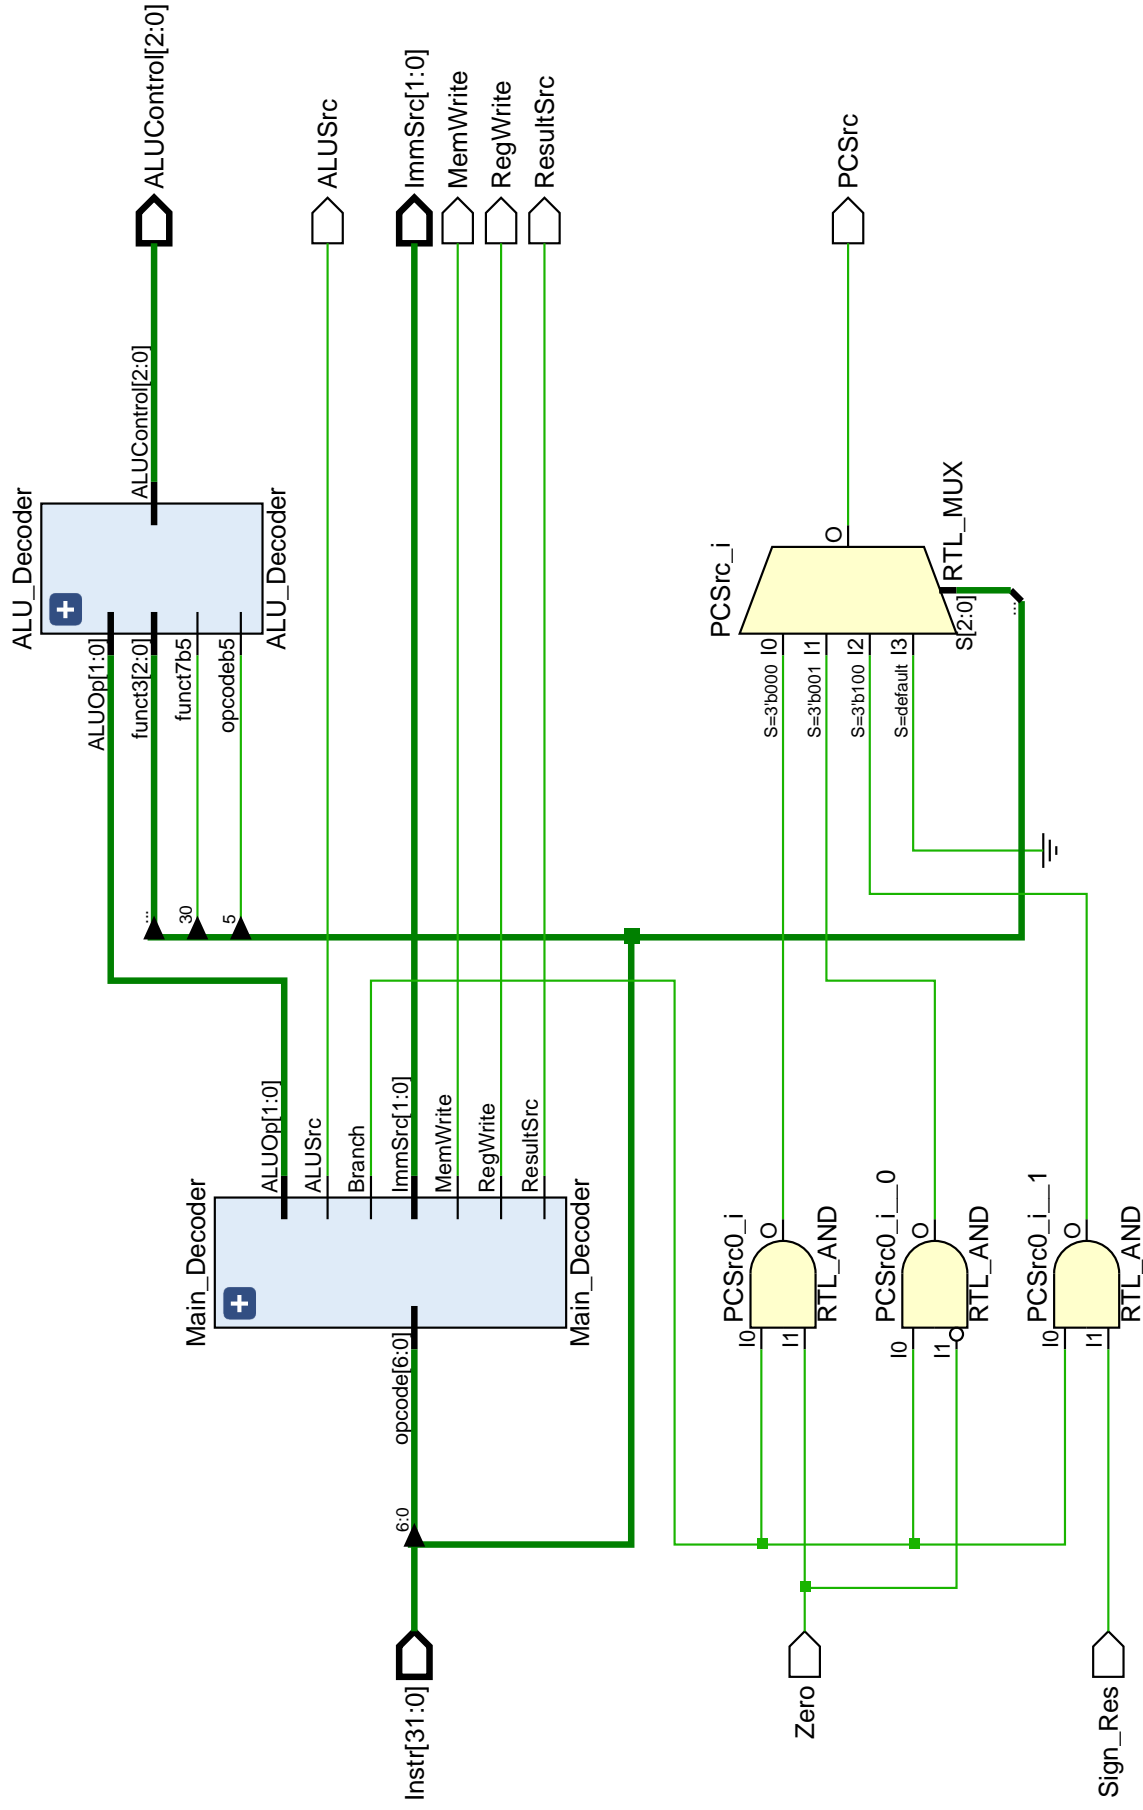 Instr[31:0]
Zero
Sign_Res
6:0
opcode[6:0]
Main_Decoder
ALUOp[1:0]
ALUSrc
Branch
ImmSrc[1:0]
MemWrite
RegWrite
ResultSrc
Main_Decoder
PCSrc0_i
I0
I1
O
RTL_AND
PCSrc0_i__0
I0
I1
O
RTL_AND
PCSrc0_i__1
I0
I1
O
RTL_AND
...
30
5
ALU_Decoder
ALUOp[1:0]
funct3[2:0]
funct7b5
opcodeb5
ALUControl[2:0]
ALU_Decoder
PCSrc_i
S=3'b000 I0
S=3'b001 I1
S=3'b100 I2
S=default I3
S[2:0]
...
O
RTL_MUX
ALUControl[2:0]
ALUSrc
ImmSrc[1:0]
MemWrite
RegWrite
ResultSrc
PCSrc